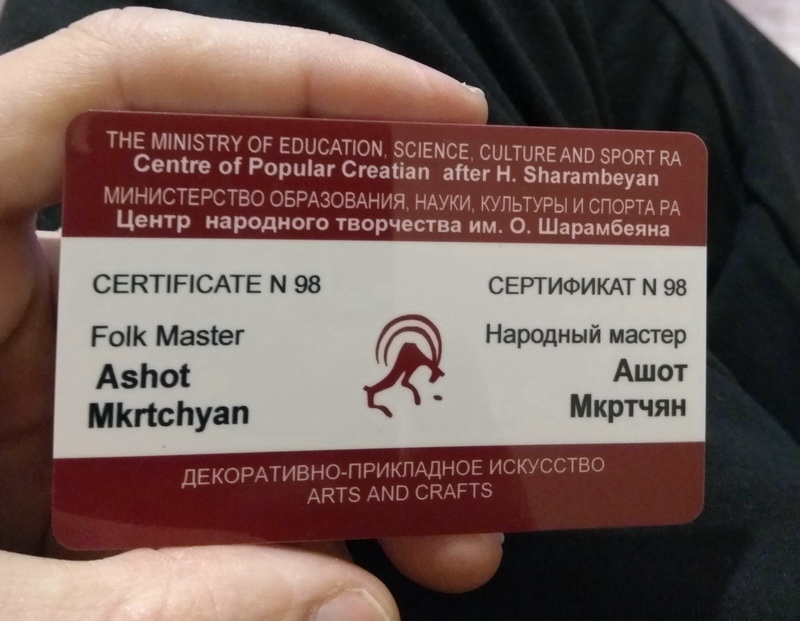 THE MINISTRY OF EDUCATION, SCIENCE, CULTURE AND SPORT RA
Centre of Popular Creatian after H. Sharambeyan
МИНИСТЕРСТВО ОБРАЗОВАНИЯ, НАУКИ, КУЛЬТУРЫ И СПОРТА РА
Центр народного творчества им. О. Шарамбеяна
CERTIFICATE N 98
Folk Master
Ashot
Mkrtchyan
СЕРТИФИКАТ N 98
Народный мастер
Ашот
Мкртчян
ДЕКОРАТИВНО-ПРИКЛАДНОЕ ИСКУССТВО
ARTS AND CRAFTS